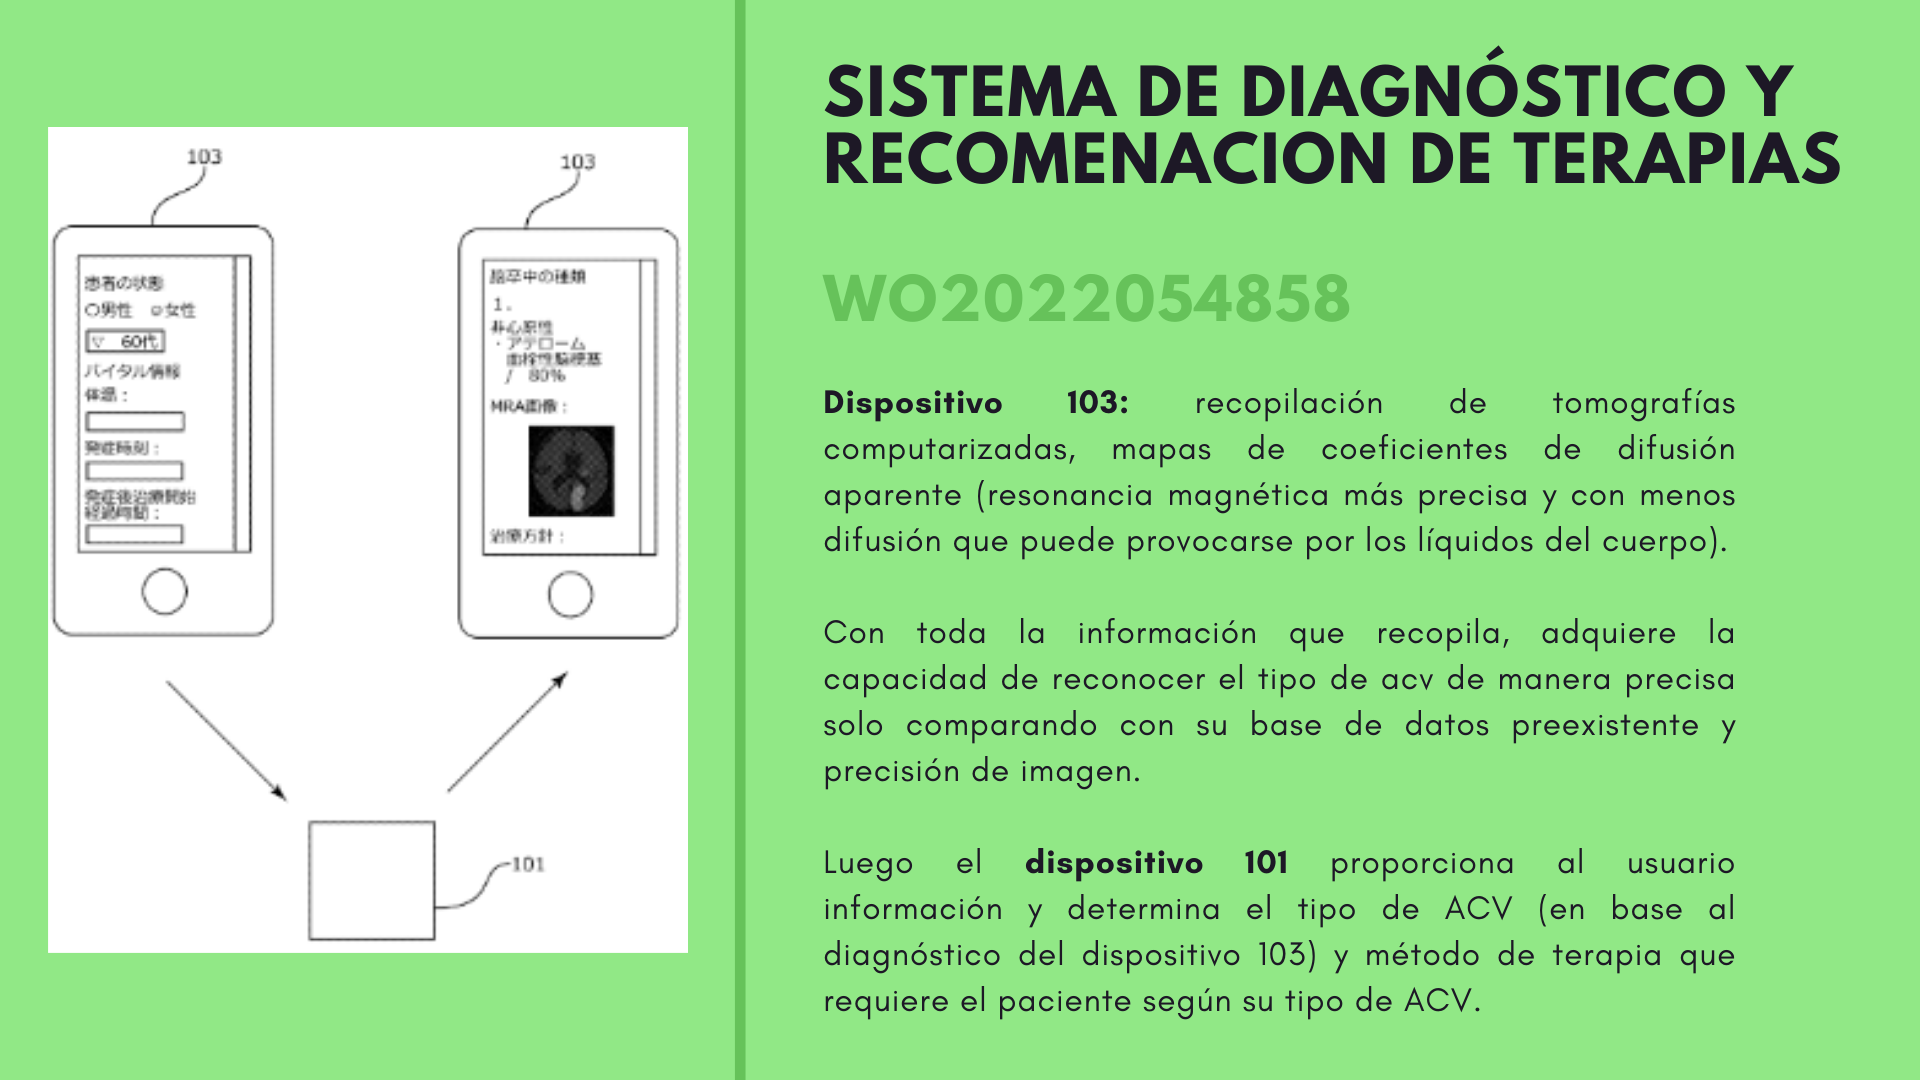 103
患者の状態
○男性 ○女性
▽ 60代
バイタル情報
体温：
発症時刻：
発症後治療開始
経過時間：
103
脳卒中の種類
1.
非心原性
・アテローム
血栓性脳梗塞
/ 80%
MRA画像：
治療方針：
101
SISTEMA DE DIAGNÓSTICO Y
RECOMENACION DE TERAPIAS
WO2022054858
Dispositivo 103: recopilación de tomografías
computarizadas, mapas de coeficientes de difusión
aparente (resonancia magnética más precisa y con menos
difusión que puede provocarse por los líquidos del cuerpo).
Con toda la información que recopila, adquiere la
capacidad de reconocer el tipo de acv de manera precisa
solo comparando con su base de datos preexistente y
precisión de imagen.
Luego el dispositivo 101 proporciona al usuario
información y determina el tipo de ACV (en base al
diagnóstico del dispositivo 103) y método de terapia que
requiere el paciente según su tipo de ACV.